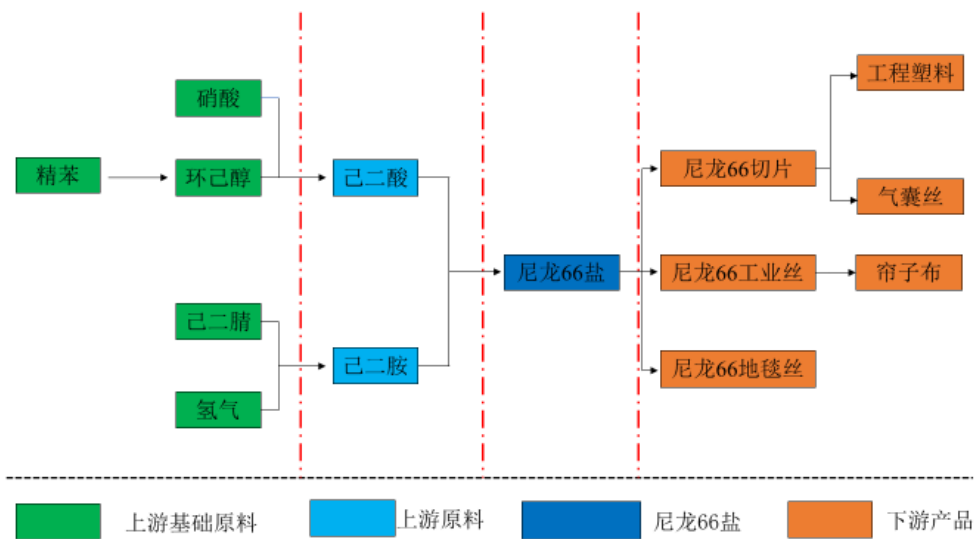 工程塑料
硝酸
精苯
环己醇
己二酸
尼龙66切片
气囊丝
尼龙66盐
尼龙66工业丝
帘子布
己二腈
己二胺
尼龙66地毯丝
氢气
上游基础原料
上游原料
尼龙66盐
下游产品